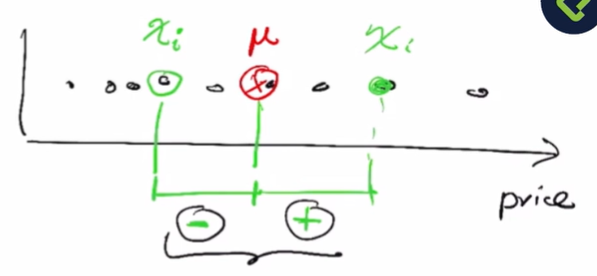 xᵢ μ xᵢ
price
- +